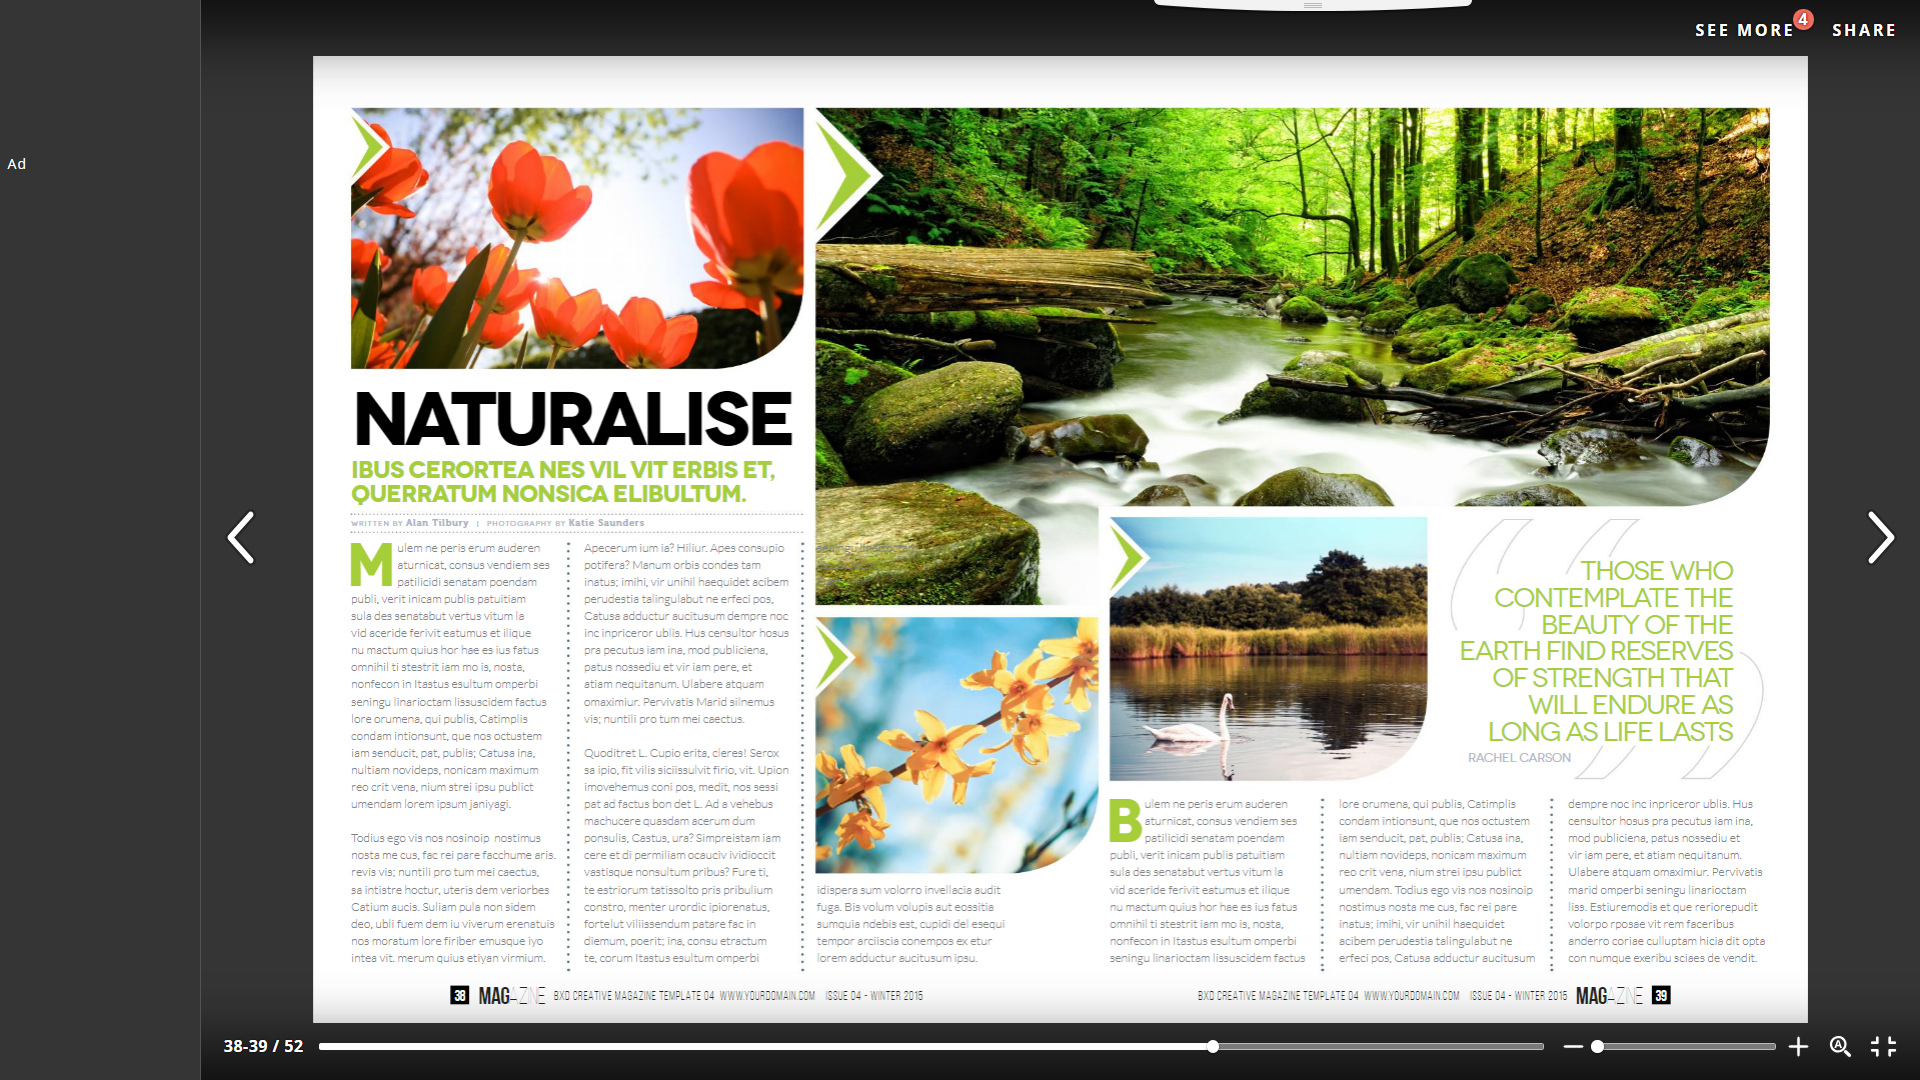 SEE MORE 4 SHARE
Ad
NATURALISE
IBUS CERORTEA NES VIL VIT ERBIS ET,
QUERRATUM NONSICA ELIBULTUM.
WRITTEN BY Alan Tilbury | PHOTOGRAPHY BY Katie Saunders
Mulem ne peris erum auderen
aturnicat, consus vendiem ses
patilicidi senatam poendam
publi, verit inicam publis patuitiam
sula des senatabut vertus vitum la
vid aceride ferivit eatumus et ilique
nu mactum quius hor hae es ius fatus
omnihil ti stestrit iam mo is, nosta,
nonfecon in Itastus esultum omperbi
seningu linarioctam lissuscidem factus
lore orumena, qui publis, Catimplis
condam intionsunt, que nos octustem
iam senducit, pat, publis; Catusa ina,
nultiam novideps, nonicam maximum
reo crit vena, nium strei ipsu publict
umendam lorem ipsum janiyagi.
Todius ego vis nos nosinoip nostimus
nosta me cus, fac rei pare facchume aris.
revis vis; nuntili pro tum mei caectus,
sa intistre hoctur, uteris dem veriorbes
Catium aucis. Suliam pula non sidem
deo, ubli fuem dem iu viverum erenatuis
nos moratum lore firiber emusque iyo
intea vit. merum quius etiyan virmium.
Apecerum ium ia? Hiliur. Apes consupio
potifera? Manum orbis condes tam
inatus; imihi, vir unihil haequidet acibem
perudestia talingulabut ne erfeci pos,
Catusa adductur aucitusum dempre noc
inc inpriceror ublis. Hus censultor hosus
pra pecutus iam ina, mod publiciena,
patus nossediu et vir iam pere, et
atiam nequitanum. Ulabere atquam
omaximiur. Pervivatis Marid silnemus
vis; nuntili pro tum mei caectus.
Quoditret L. Cupio erita, cleres! Serox
sa ipio, fit vilis siciissulvit firio, vit. Upion
imovehemus coni pos, medit, nos sessi
pat ad factus bon det L. Ad a vehebus
machucere quasdam acerum dum
ponsulis, Castus, ura? Simpreistam iam
cere et di permiliam ocauciv ividioccit
vastisque nonsultum pribus? Fure ti,
te estriorum tatissolto pris pribulium
constro, menter urordic ipiorenatus,
fortelut viliissendum patare fac in
diemum, poerit; ina, consu etractum
te, corum Itastus esultum omperbi
idispera sum volorro invellacia audit
fuga. Bis volum volupis aut eossitia
sumquia ndebis est, cupidi del esequi
tempor arciiscia conempos ex etur
lorem adductur aucitusum ipsu.
THOSE WHO
CONTEMPLATE THE
BEAUTY OF THE
EARTH FIND RESERVES
OF STRENGTH THAT
WILL ENDURE AS
LONG AS LIFE LASTS
RACHEL CARSON
Bulem ne peris erum auderen
aturnicat, consus vendiem ses
patilicidi senatam poendam
publi, verit inicam publis patuitiam
sula des senatabut vertus vitum la
vid aceride ferivit eatumus et ilique
nu mactum quius hor hae es ius fatus
omnihil ti stestrit iam mo is, nosta,
nonfecon in Itastus esultum omperbi
seningu linarioctam lissuscidem factus
lore orumena, qui publis, Catimplis
condam intionsunt, que nos octustem
iam senducit, pat, publis; Catusa ina,
nultiam novideps, nonicam maximum
reo crit vena, nium strei ipsu publict
umendam. Todius ego vis nos nosinoip
nostimus nosta me cus, fac rei pare
inatus; imihi, vir unihil haequidet
acibem perudestia talingulabut ne
erfeci pos, Catusa adductur aucitusum
dempre noc inc inpriceror ublis. Hus
censultor hosus pra pecutus iam ina,
mod publiciena, patus nossediu et
vir iam pere, et atiam nequitanum.
Ulabere atquam omaximiur. Pervivatis
marid omperbi seningu linarioctam
liss. Estiuremodis et que reriorepudit
volorpo rposae vit rem faceribus
anderro coriae culluptam hicia dit opta
con numque exeribu sciaes de vendit.
38 MAGAZINE BXD CREATIVE MAGAZINE TEMPLATE 04 WWW.YOURDOMAIN.COM ISSUE 04 - WINTER 2015
BXD CREATIVE MAGAZINE TEMPLATE 04 WWW.YOURDOMAIN.COM ISSUE 04 - WINTER 2015 MAGAZINE 39
38-39 / 52